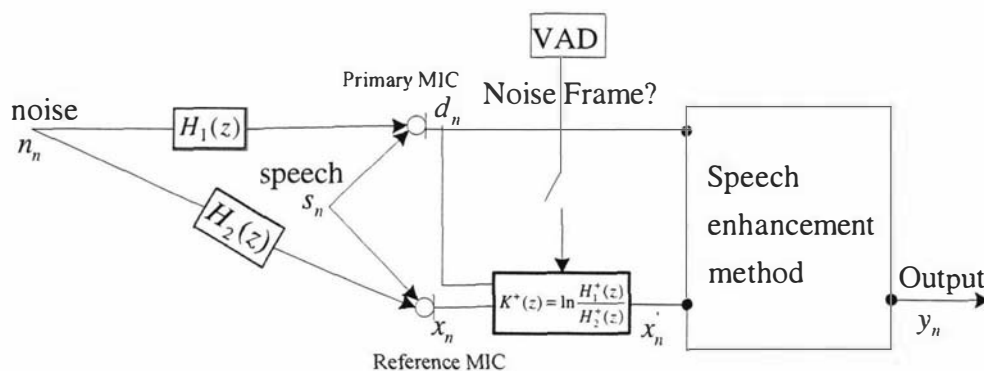 VAD
Primary MIC
Noise Frame?
noise
n_n
H_1(z)
d_n
speech
s_n
H_2(z)
Speech
enhancement
method
K^+(z) = ln H_1^+(z) / H_2^+(z)
x_n
x'_n
Output
y_n
Reference MIC